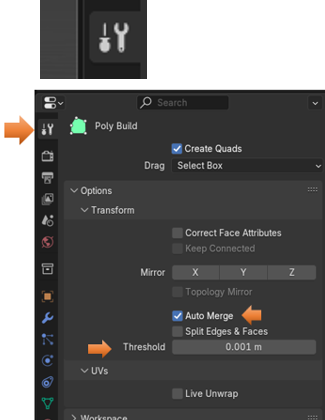 Search
Poly Build
Create Quads
Drag Select Box
Options
Transform
Correct Face Attributes
Keep Connected
Mirror X Y Z
Topology Mirror
Auto Merge
Split Edges & Faces
Threshold 0.001 m
UVs
Live Unwrap
Workspace